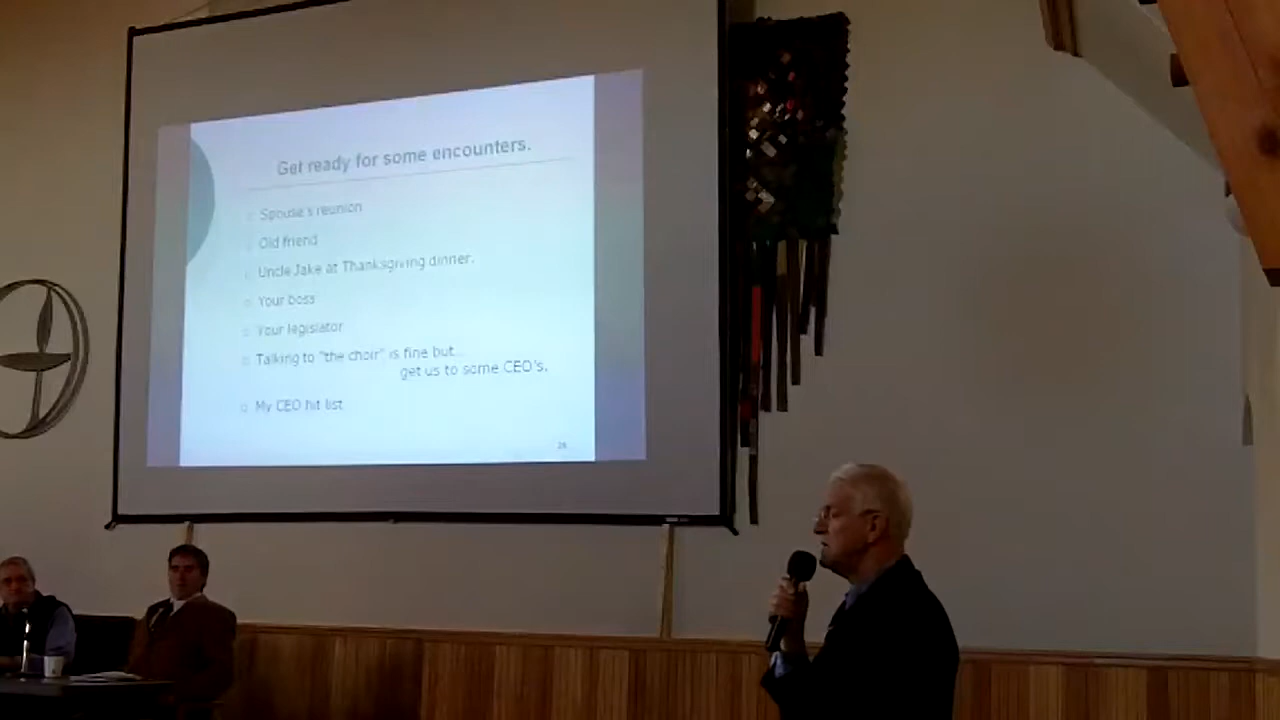 Get ready for some encounters.
Spouse's reunion
Old friend
Uncle Jake at Thanksgiving dinner.
Your boss
Your legislator
Talking to "the choir" is fine but...
get us to some CEO's.
My CEO hit list